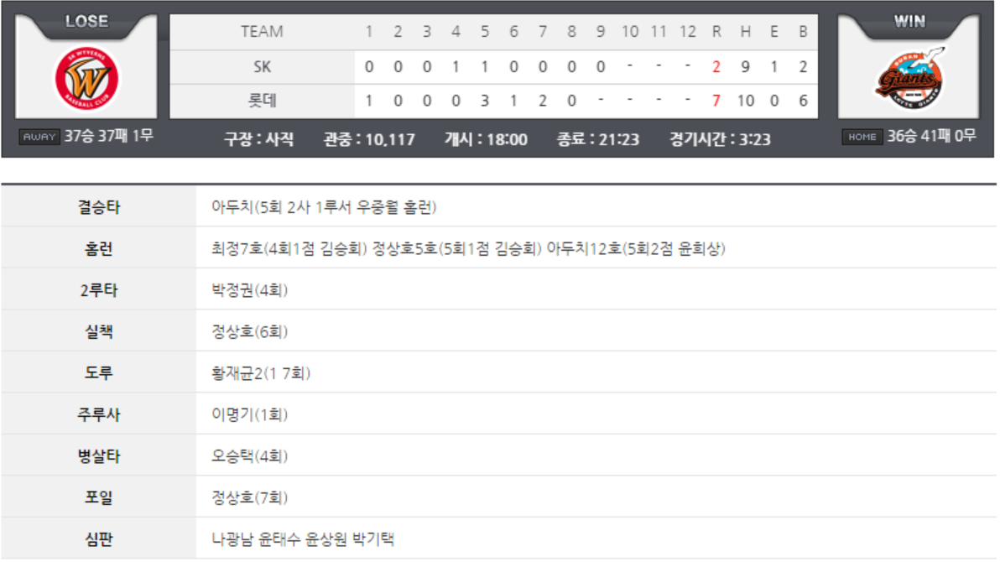 LOSE
WIN
TEAM 1 2 3 4 5 6 7 8 9 10 11 12 R H E B
SK 0 0 0 1 1 0 0 0 0 - - - 2 9 1 2
롯데 1 0 0 0 3 1 2 0 - - - - 7 10 0 6
SK WYVERNS
BASEBALL CLUB
BUSAN
Giants
LOTTE GIANTS
AWAY 37승 37패 1무
구장 : 사직 관중 : 10,117 개시 : 18:00 종료 : 21:23 경기시간 : 3:23
HOME 36승 41패 0무
결승타 아두치(5회 2사 1루서 우중월 홈런)
홈런 최정7호(4회1점 김승회) 정상호5호(5회1점 김승회) 아두치12호(5회2점 윤희상)
2루타 박정권(4회)
실책 정상호(6회)
도루 황재균2(1 7회)
주루사 이명기(1회)
병살타 오승택(4회)
포일 정상호(7회)
심판 나광남 윤태수 윤상원 박기택